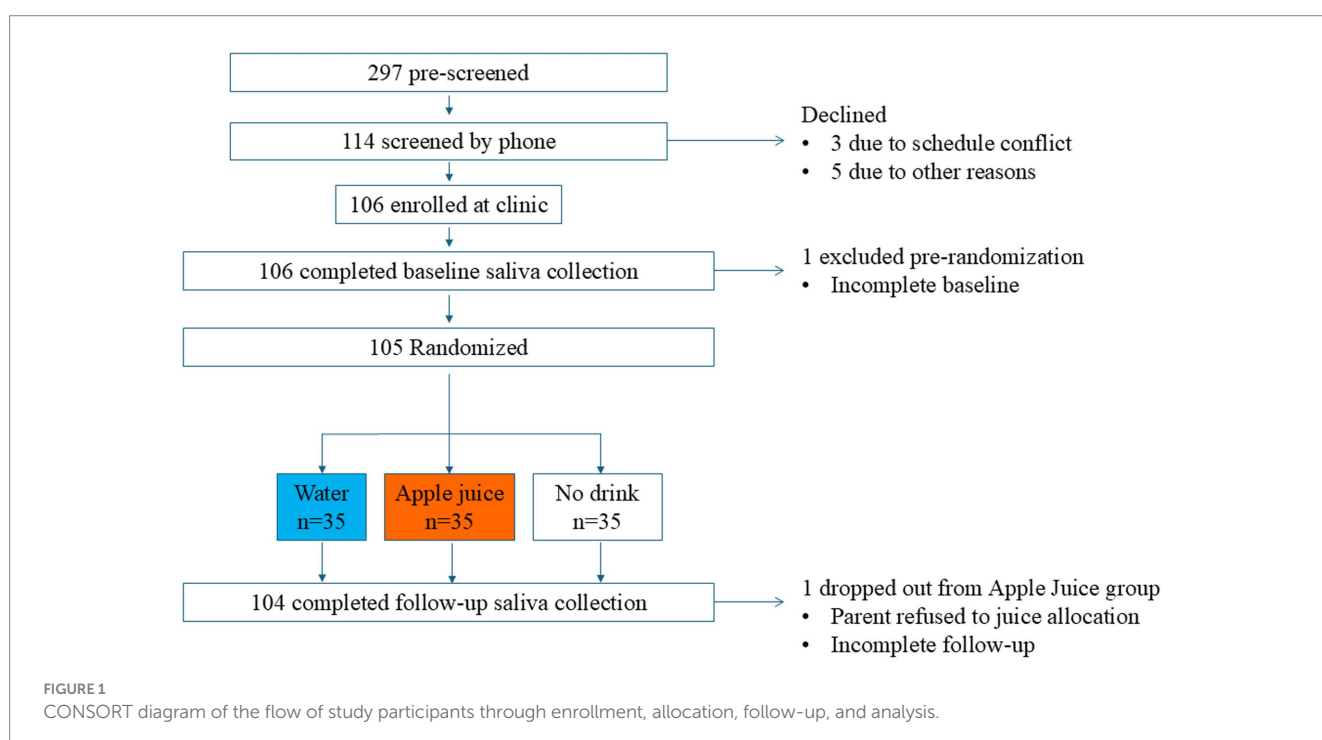 297 pre-screened
114 screened by phone
Declined
• 3 due to schedule conflict
• 5 due to other reasons
106 enrolled at clinic
106 completed baseline saliva collection
1 excluded pre-randomization
• Incomplete baseline
105 Randomized
Water
n=35
Apple juice
n=35
No drink
n=35
104 completed follow-up saliva collection
1 dropped out from Apple Juice group
• Parent refused to juice allocation
• Incomplete follow-up
FIGURE 1
CONSORT diagram of the flow of study participants through enrollment, allocation, follow-up, and analysis.